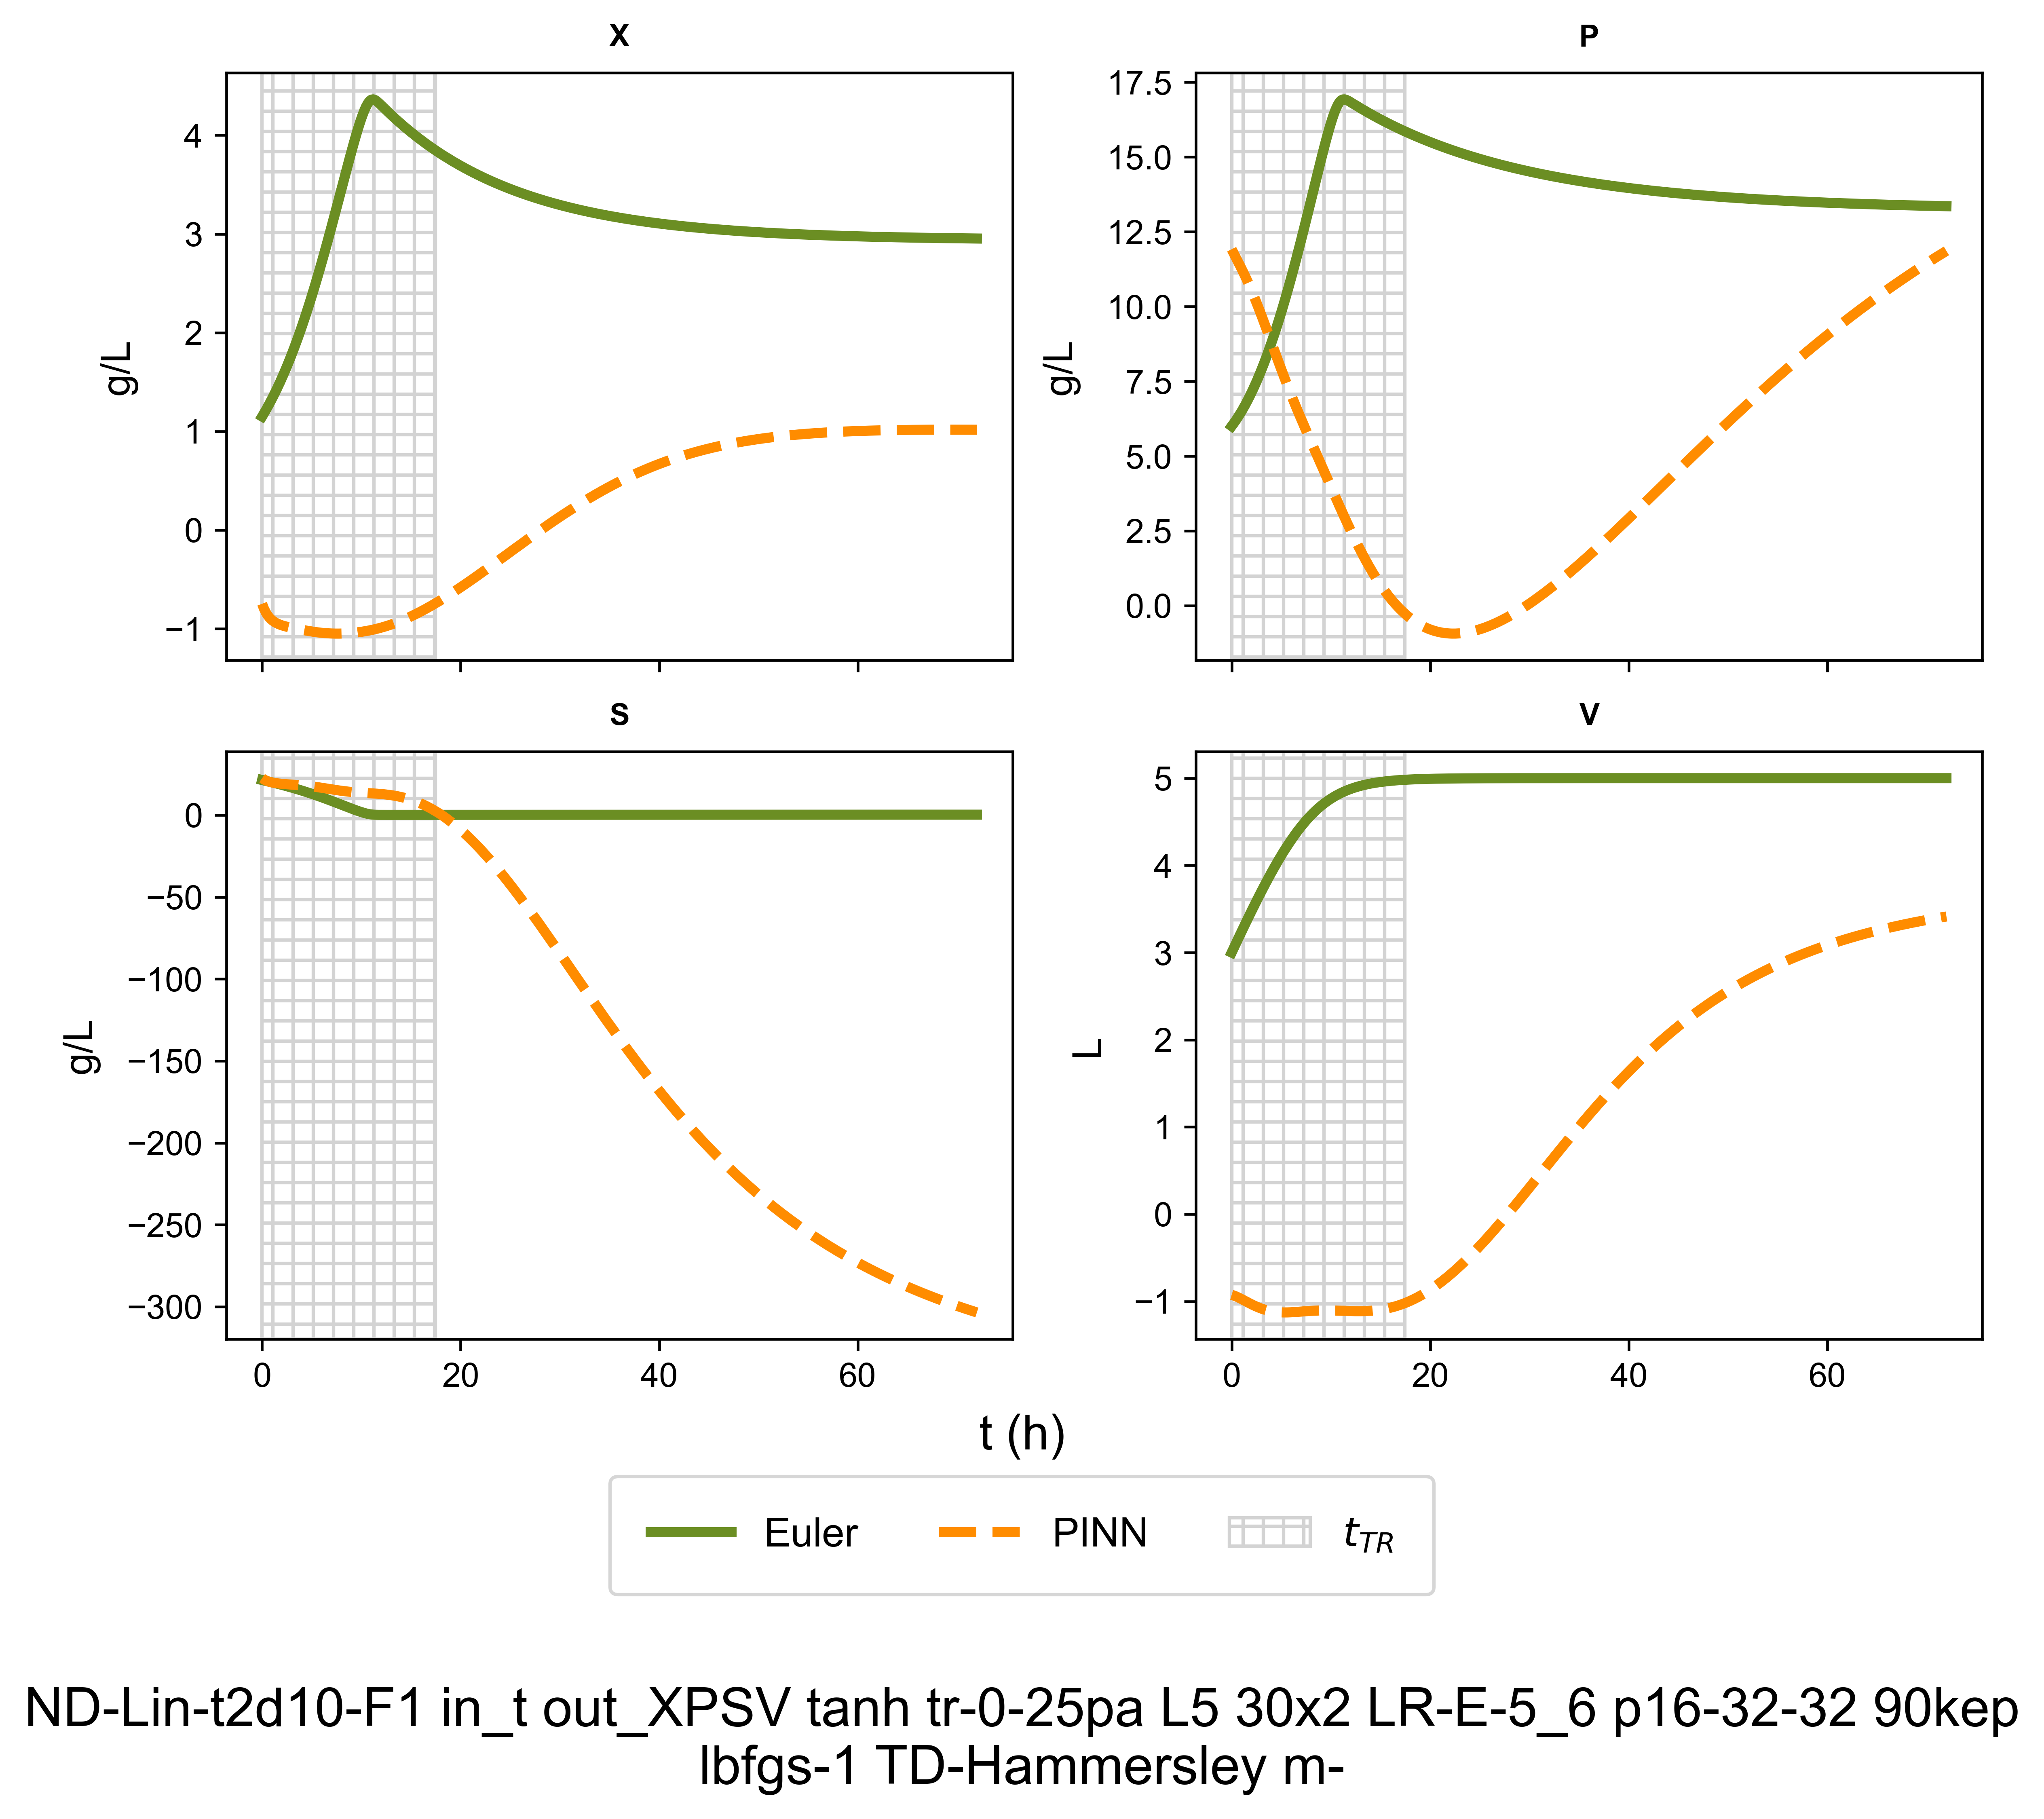 X
4
3
2
1
0
−1
g/L
P
17.5
15.0
12.5
10.0
7.5
5.0
2.5
0.0
g/L
S
0
−50
−100
−150
−200
−250
−300
g/L
0 20 40 60
V
5
4
3
2
1
0
−1
L
0 20 40 60
t (h)
Euler PINN t_TR
ND-Lin-t2d10-F1 in_t out_XPSV tanh tr-0-25pa L5 30x2 LR-E-5_6 p16-32-32 90kep
lbfgs-1 TD-Hammersley m-